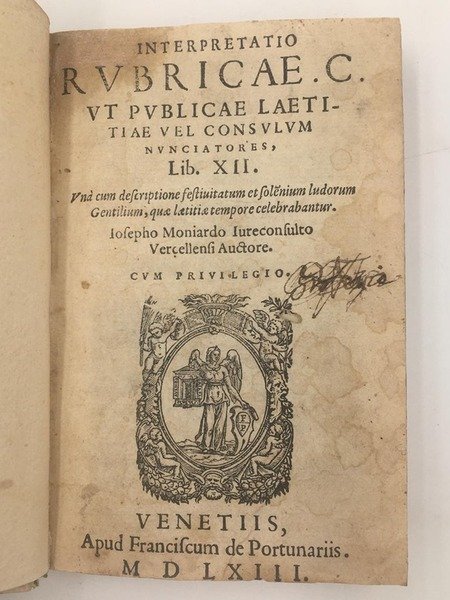 INTERPRETATIO
RVBRICAE.C.
VT PVBLICAE LAETI-
TIAE VEL CONSVLVM
NVNCIATORES,
Lib. XII.
Vnà cum descriptione festiuitatum et solẽnium ludorum
Gentilium, quæ lætitiæ tempore celebrabantur.
Iosepho Moniardo Iureconsulto
Vercellensi Auctore.
CVM PRIVILEGIO.
VENETIIS,
Apud Franciscum de Portunariis.
M D LXIII.